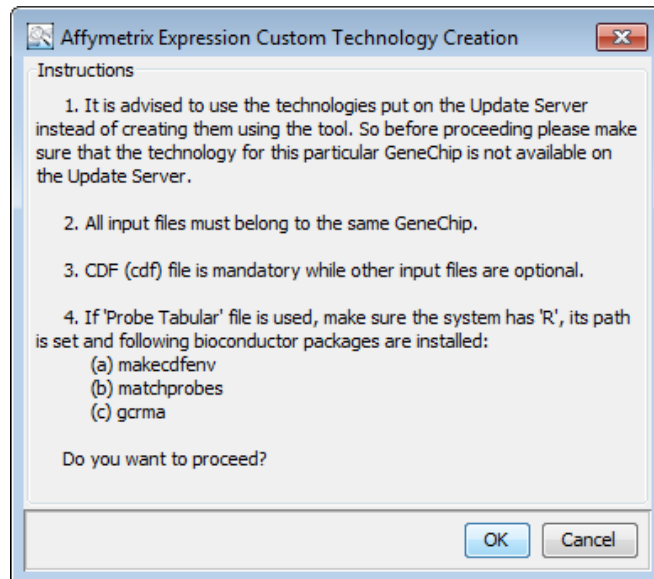 Affymetrix Expression Custom Technology Creation
Instructions
1. It is advised to use the technologies put on the Update Server
instead of creating them using the tool. So before proceeding please make
sure that the technology for this particular GeneChip is not available on
the Update Server.
2. All input files must belong to the same GeneChip.
3. CDF (cdf) file is mandatory while other input files are optional.
4. If 'Probe Tabular' file is used, make sure the system has 'R', its path
is set and following bioconductor packages are installed:
(a) makecdfenv
(b) matchprobes
(c) gcrma
Do you want to proceed?
OK Cancel